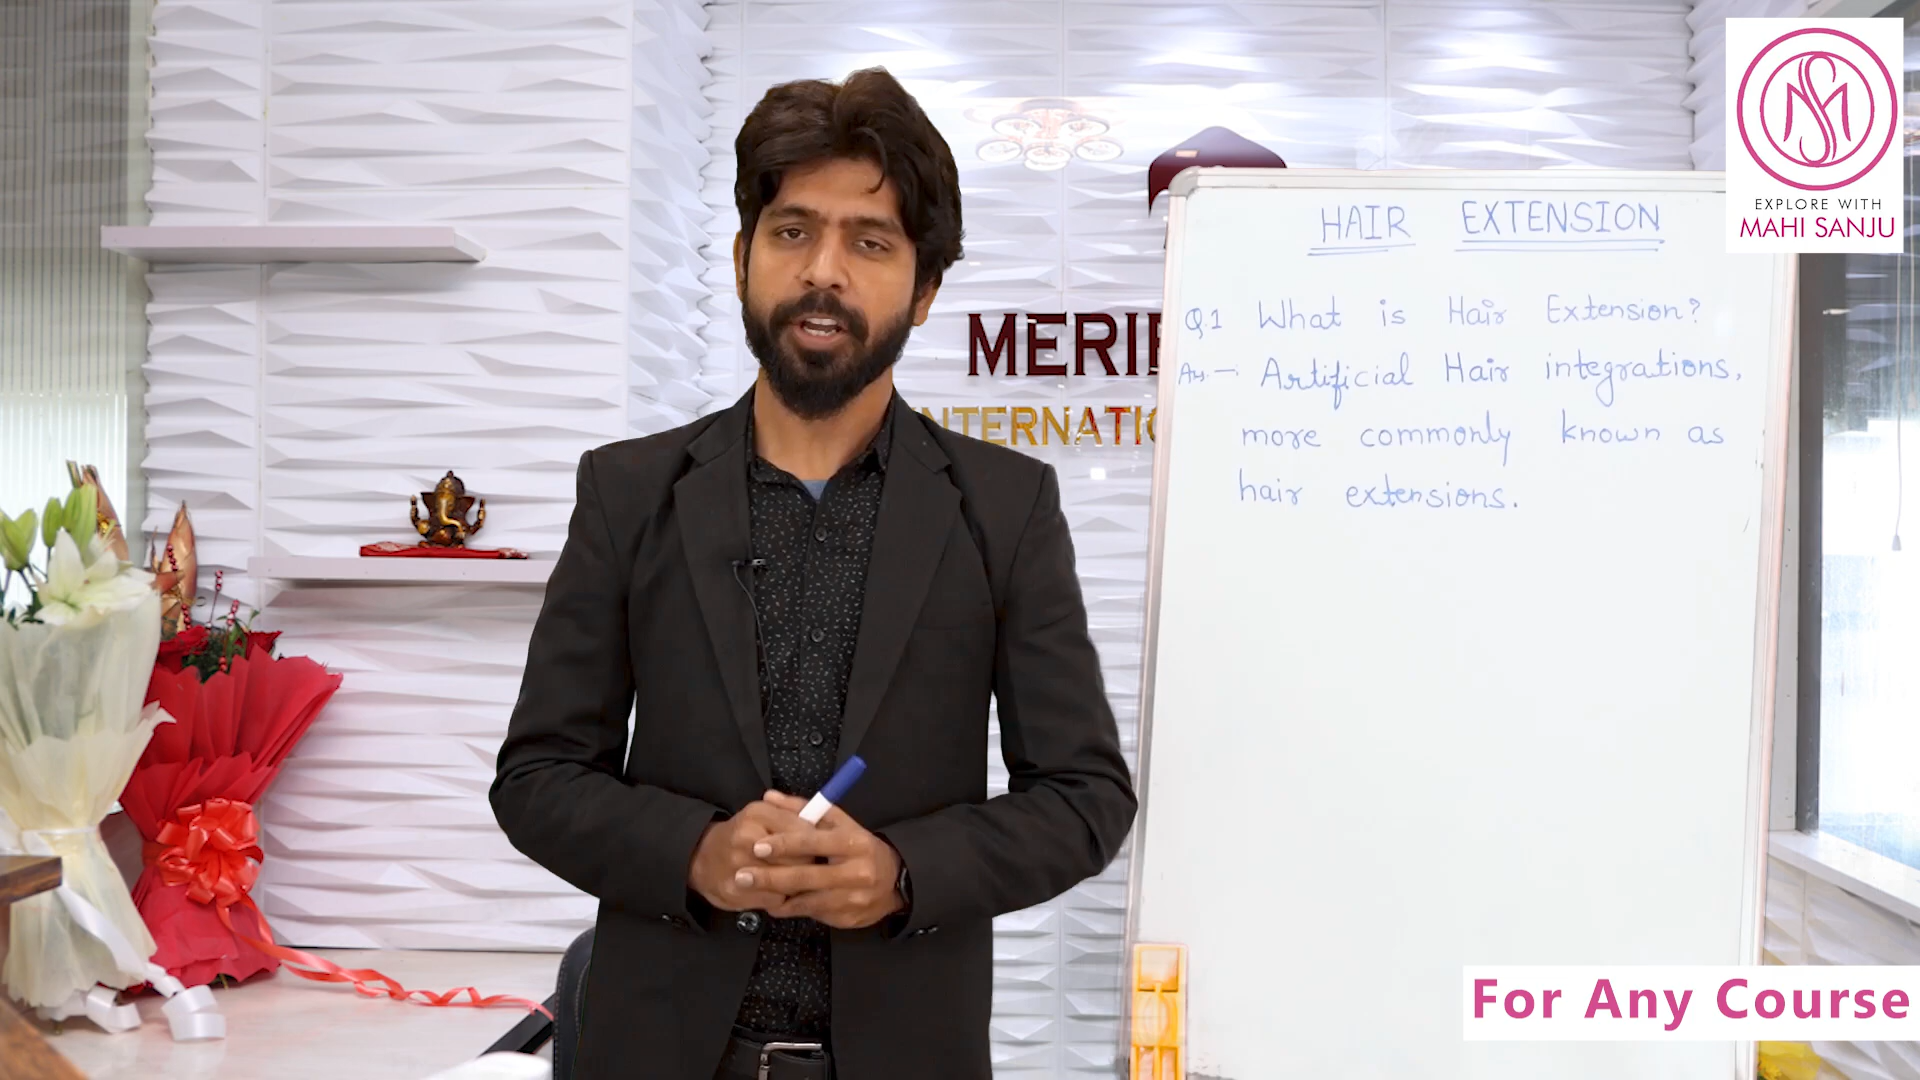 EXPLORE WITH
MAHI SANJU
HAIR EXTENSION
Q.1 What is Hair Extension?
Ans. - Artificial Hair integrations,
more commonly known as
hair extensions.
MERI
INTERNATIO
For Any Course